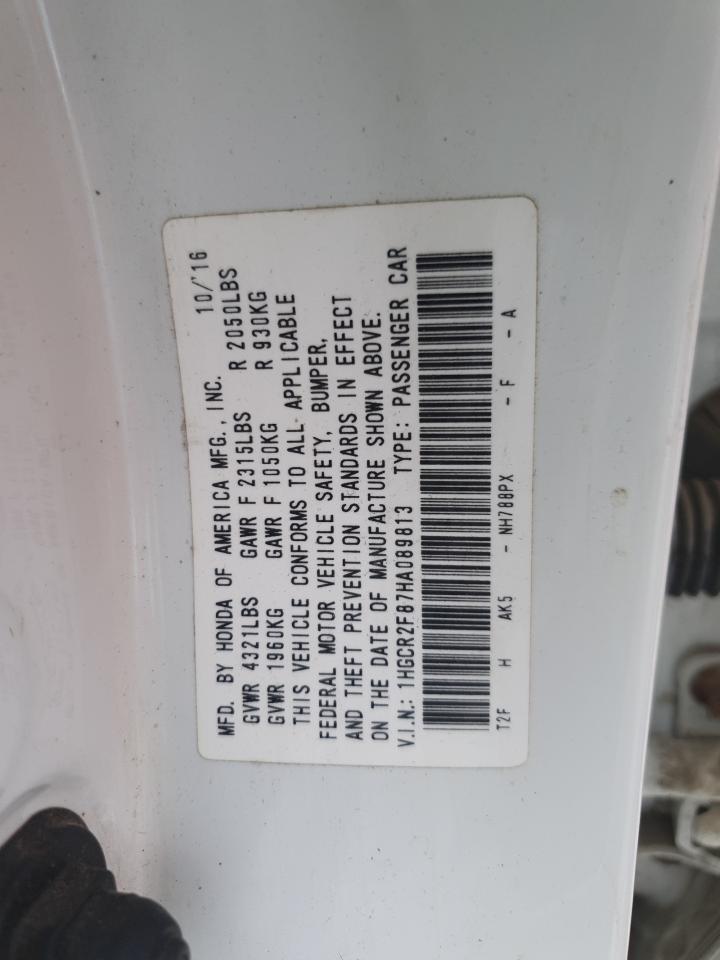 MFD. BY HONDA OF AMERICA MFG., INC. 10/'16
GVWR 4321LBS GAWR F 2315LBS R 2050LBS
GVWR 1960KG GAWR F 1050KG R 930KG
THIS VEHICLE CONFORMS TO ALL APPLICABLE
FEDERAL MOTOR VEHICLE SAFETY, BUMPER,
AND THEFT PREVENTION STANDARDS IN EFFECT
ON THE DATE OF MANUFACTURE SHOWN ABOVE.
V.I.N.: 1HGCR2F87HA089813 TYPE: PASSENGER CAR
T2F H AK5 - NH788PX - F - A